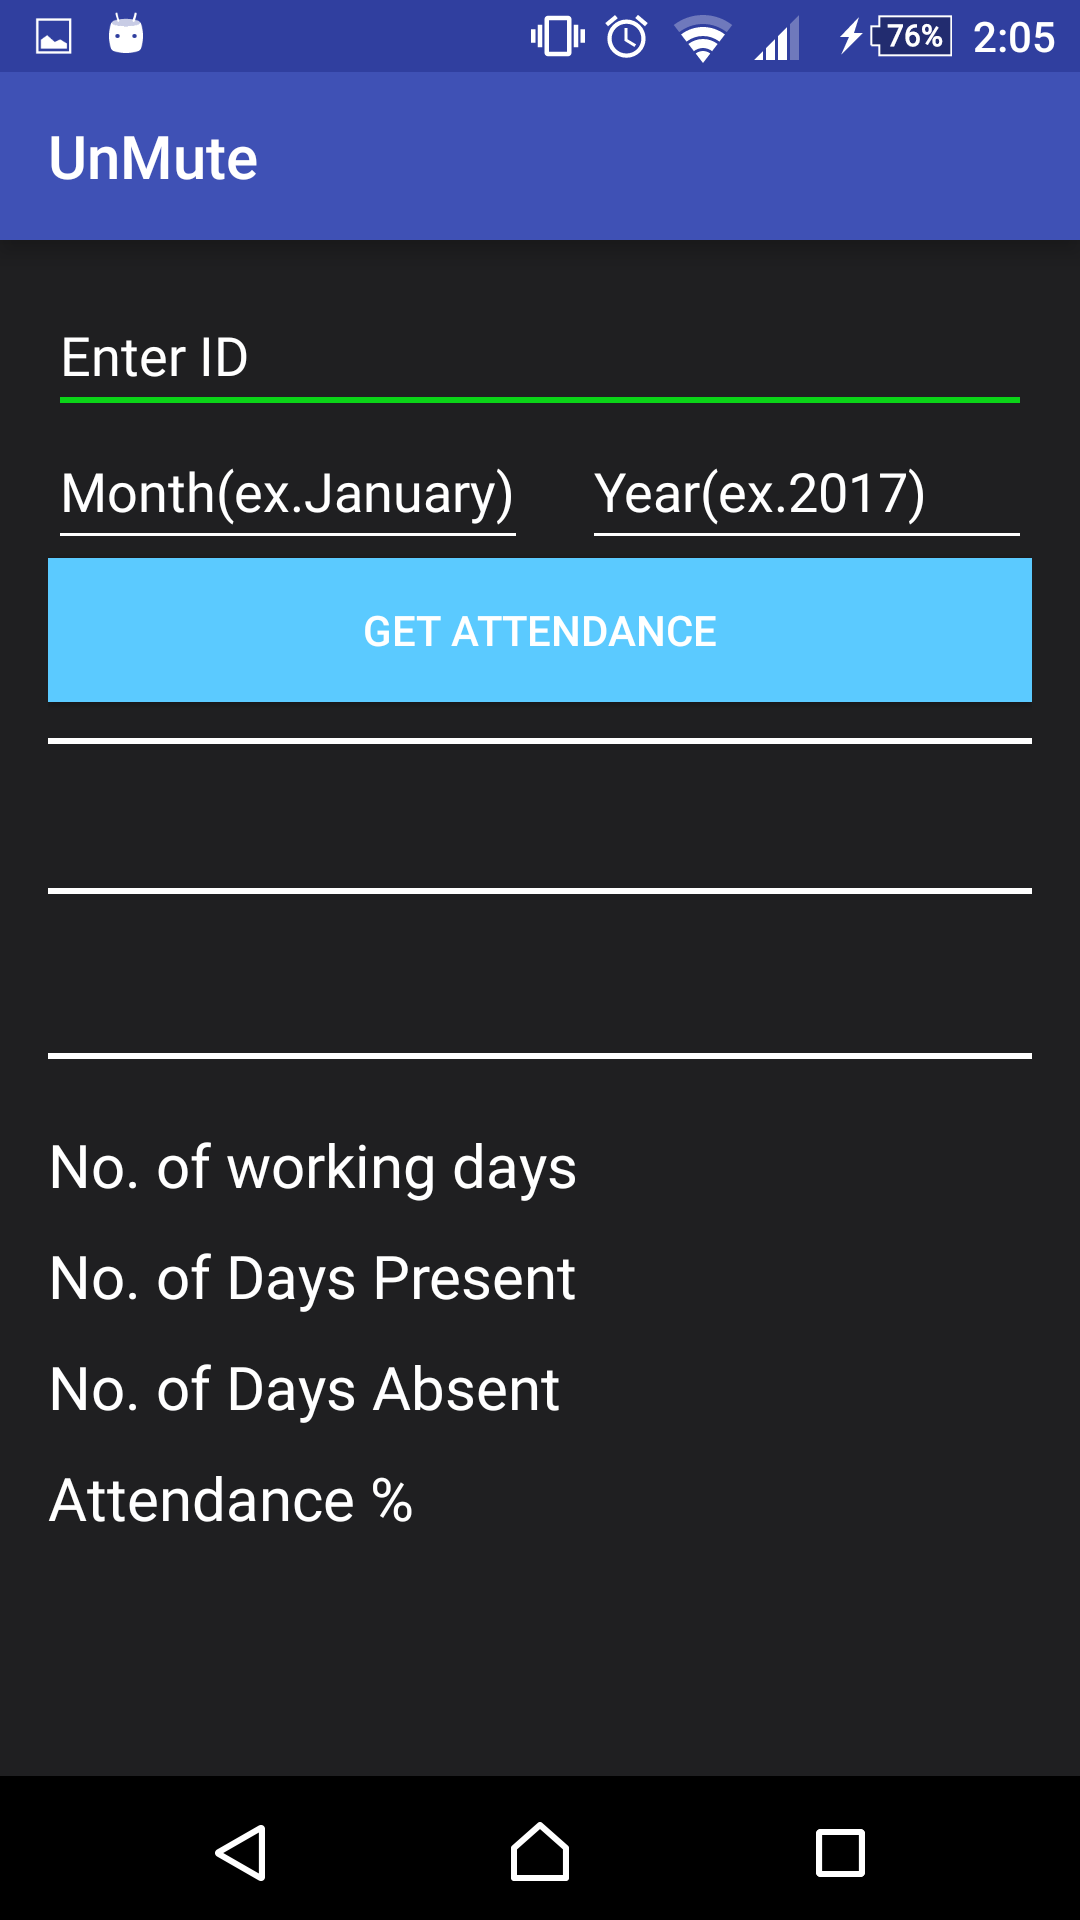 76% 2:05
UnMute
Enter ID
Month(ex.January) Year(ex.2017)
GET ATTENDANCE
No. of working days
No. of Days Present
No. of Days Absent
Attendance %